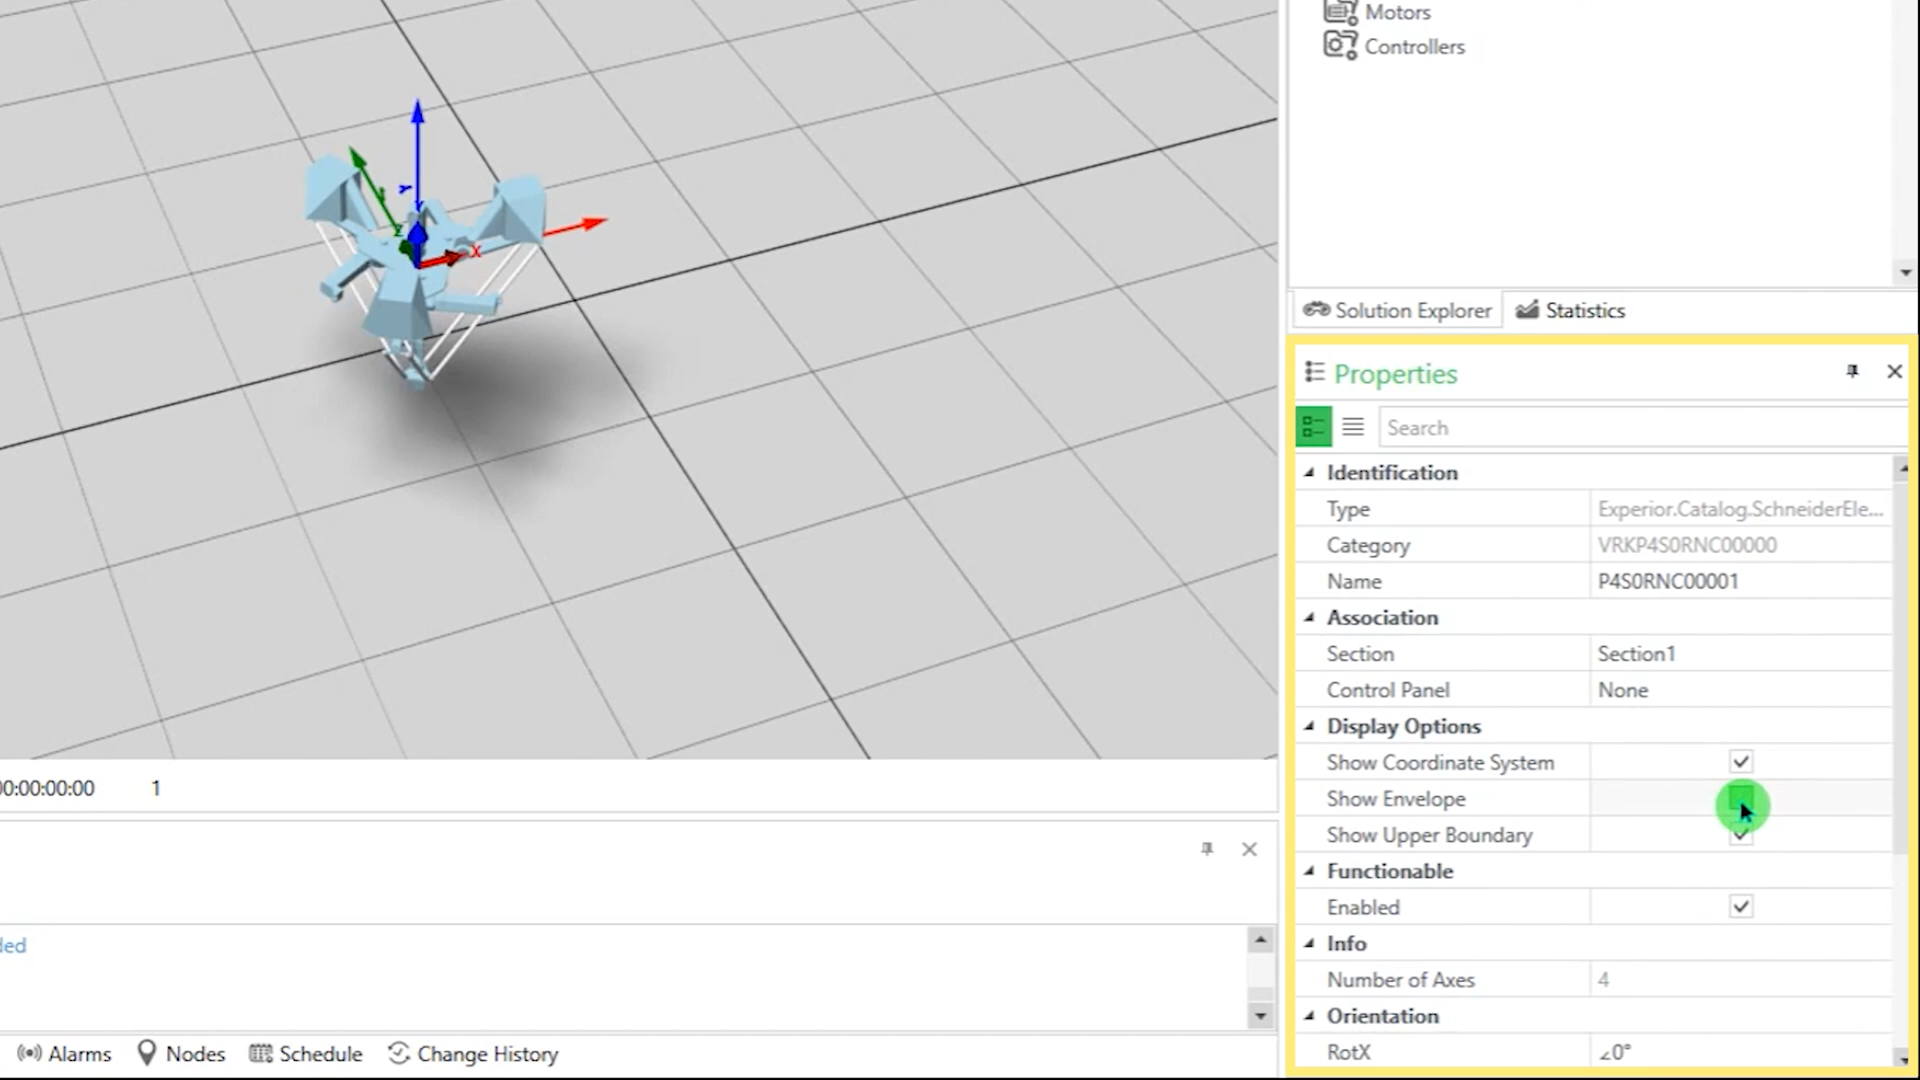 Motors
Controllers
Y
Z
X
Solution Explorer
Statistics
Properties
Search
Identification
Type Experior.Catalog.SchneiderEle...
Category VRKP4S0RNC00000
Name P4S0RNC00001
Association
Section Section1
Control Panel None
Display Options
Show Coordinate System
Show Envelope
Show Upper Boundary
Functionable
Enabled
Info
Number of Axes 4
Orientation
RotX ∠0°
00:00:00:00 1
ded
Alarms
Nodes
Schedule
Change History